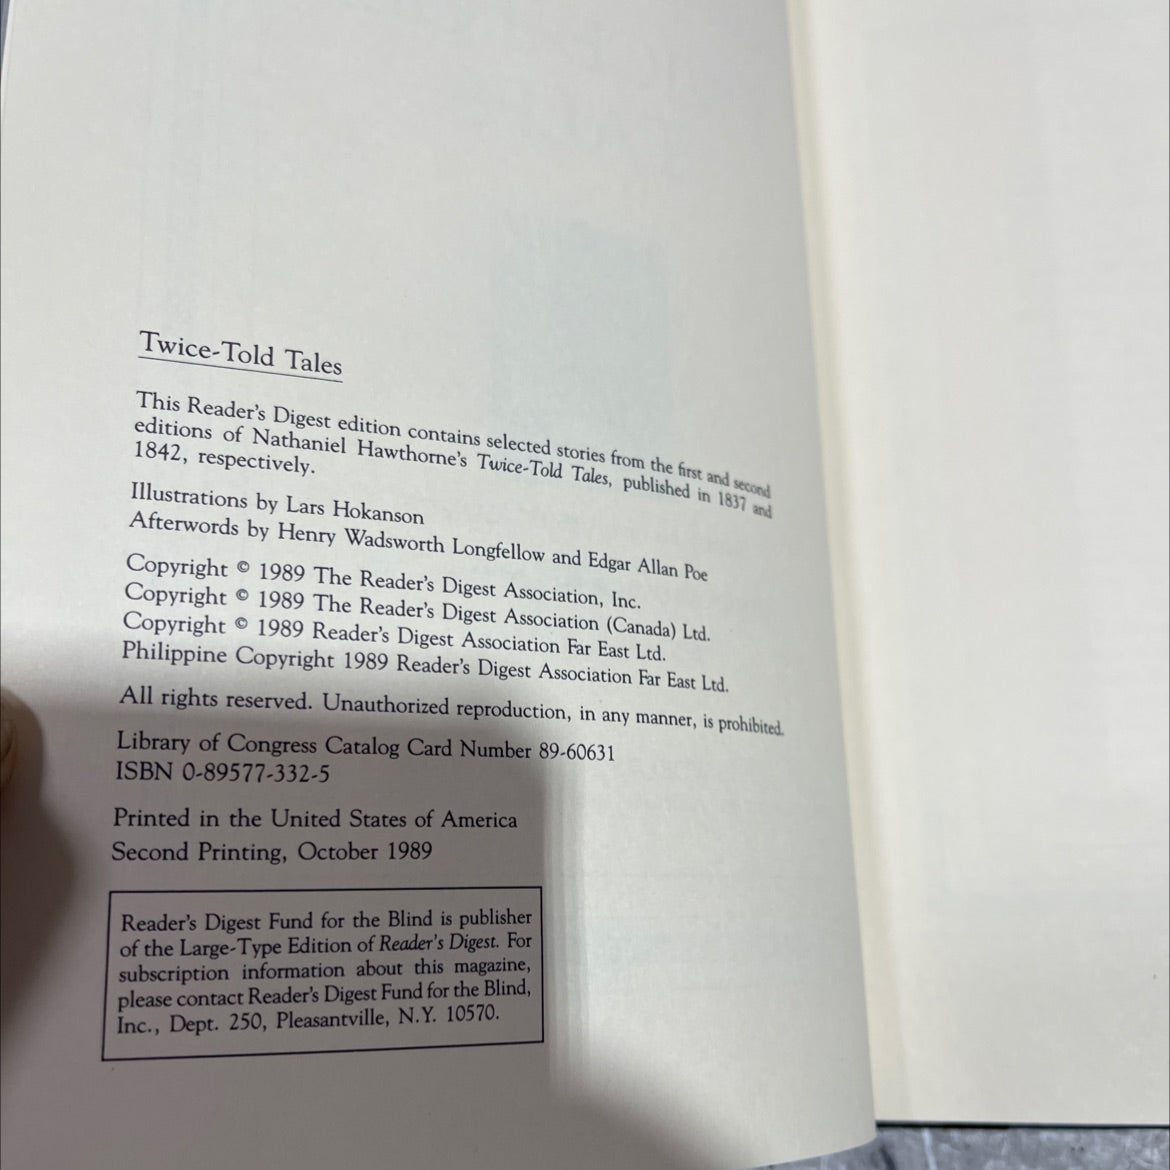 Twice-Told Tales
This Reader's Digest edition contains selected stories from the first and second
editions of Nathaniel Hawthorne's Twice-Told Tales, published in 1837 and
1842, respectively.
Illustrations by Lars Hokanson
Afterwords by Henry Wadsworth Longfellow and Edgar Allan Poe
Copyright © 1989 The Reader's Digest Association, Inc.
Copyright © 1989 The Reader's Digest Association (Canada) Ltd.
Copyright © 1989 Reader's Digest Association Far East Ltd.
Philippine Copyright 1989 Reader's Digest Association Far East Ltd.
All rights reserved. Unauthorized reproduction, in any manner, is prohibited.
Library of Congress Catalog Card Number 89-60631
ISBN 0-89577-332-5
Printed in the United States of America
Second Printing, October 1989
Reader's Digest Fund for the Blind is publisher
of the Large-Type Edition of Reader's Digest. For
subscription information about this magazine,
please contact Reader's Digest Fund for the Blind,
Inc., Dept. 250, Pleasantville, N.Y. 10570.